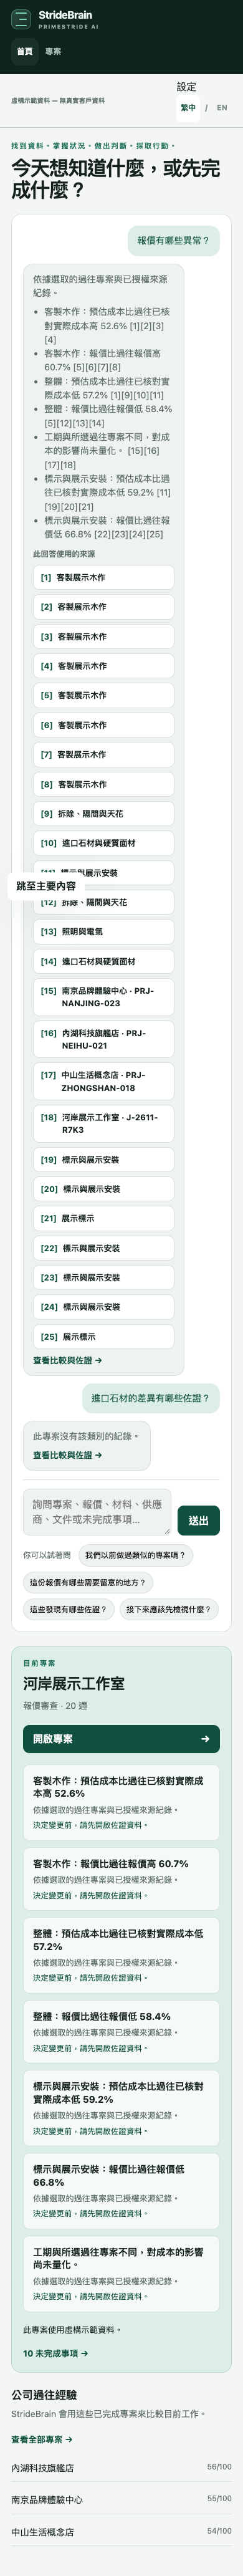 StrideBrain
PRIMESTRIDE AI
首頁 專案
虛構示範資料 — 無真實客戶資料
設定
繁中 / EN
找到資料。掌握狀況。做出判斷。採取行動。
今天想知道什麼，或先完
成什麼？
報價有哪些異常？
依據選取的過往專案與已授權來源
紀錄。
• 客製木作：預估成本比過往已核
對實際成本高 52.6% [1][2][3]
[4]
• 客製木作：報價比過往報價高
60.7% [5][6][7][8]
• 整體：預估成本比過往已核對實
際成本低 57.2% [1][9][10][11]
• 整體：報價比過往報價低 58.4%
[5][12][13][14]
• 工期與所選過往專案不同，對成
本的影響尚未量化。 [15][16]
[17][18]
• 標示與展示安裝：預估成本比過
往已核對實際成本低 59.2% [11]
[19][20][21]
• 標示與展示安裝：報價比過往報
價低 66.8% [22][23][24][25]
此回答使用的來源
[1] 客製展示木作
[2] 客製展示木作
[3] 客製展示木作
[4] 客製展示木作
[5] 客製展示木作
[6] 客製展示木作
[7] 客製展示木作
[8] 客製展示木作
[9] 拆除、隔間與天花
[10] 進口石材與硬質面材
[11] 標示與展示安裝
跳至主要內容
[12] 拆除、隔間與天花
[13] 照明與電氣
[14] 進口石材與硬質面材
[15] 南京品牌體驗中心 · PRJ-
NANJING-023
[16] 內湖科技旗艦店 · PRJ-
NEIHU-021
[17] 中山生活概念店 · PRJ-
ZHONGSHAN-018
[18] 河岸展示工作室 · J-2611-
R7K3
[19] 標示與展示安裝
[20] 標示與展示安裝
[21] 展示標示
[22] 標示與展示安裝
[23] 標示與展示安裝
[24] 標示與展示安裝
[25] 展示標示
查看比較與佐證 →
進口石材的差異有哪些佐證？
此專案沒有該類別的紀錄。
查看比較與佐證 →
詢問專案、報價、材料、供應
商、文件或未完成事項...
送出
你可以試著問 我們以前做過類似的專案嗎？
這份報價有哪些需要留意的地方？
這些發現有哪些佐證？ 接下來應該先檢視什麼？
目前專案
河岸展示工作室
報價審查 · 20 週
開啟專案 →
客製木作：預估成本比過往已核對實際成
本高 52.6%
依據選取的過往專案與已授權來源紀錄。
決定變更前，請先開啟佐證資料。
客製木作：報價比過往報價高 60.7%
依據選取的過往專案與已授權來源紀錄。
決定變更前，請先開啟佐證資料。
整體：預估成本比過往已核對實際成本低
57.2%
依據選取的過往專案與已授權來源紀錄。
決定變更前，請先開啟佐證資料。
整體：報價比過往報價低 58.4%
依據選取的過往專案與已授權來源紀錄。
決定變更前，請先開啟佐證資料。
標示與展示安裝：預估成本比過往已核對
實際成本低 59.2%
依據選取的過往專案與已授權來源紀錄。
決定變更前，請先開啟佐證資料。
標示與展示安裝：報價比過往報價低
66.8%
依據選取的過往專案與已授權來源紀錄。
決定變更前，請先開啟佐證資料。
工期與所選過往專案不同，對成本的影響
尚未量化。
依據選取的過往專案與已授權來源紀錄。
決定變更前，請先開啟佐證資料。
此專案使用虛構示範資料。
10 未完成事項 →
公司過往經驗
StrideBrain 會用這些已完成專案來比較目前工作。
查看全部專案 →
內湖科技旗艦店 56/100
南京品牌體驗中心 55/100
中山生活概念店 54/100